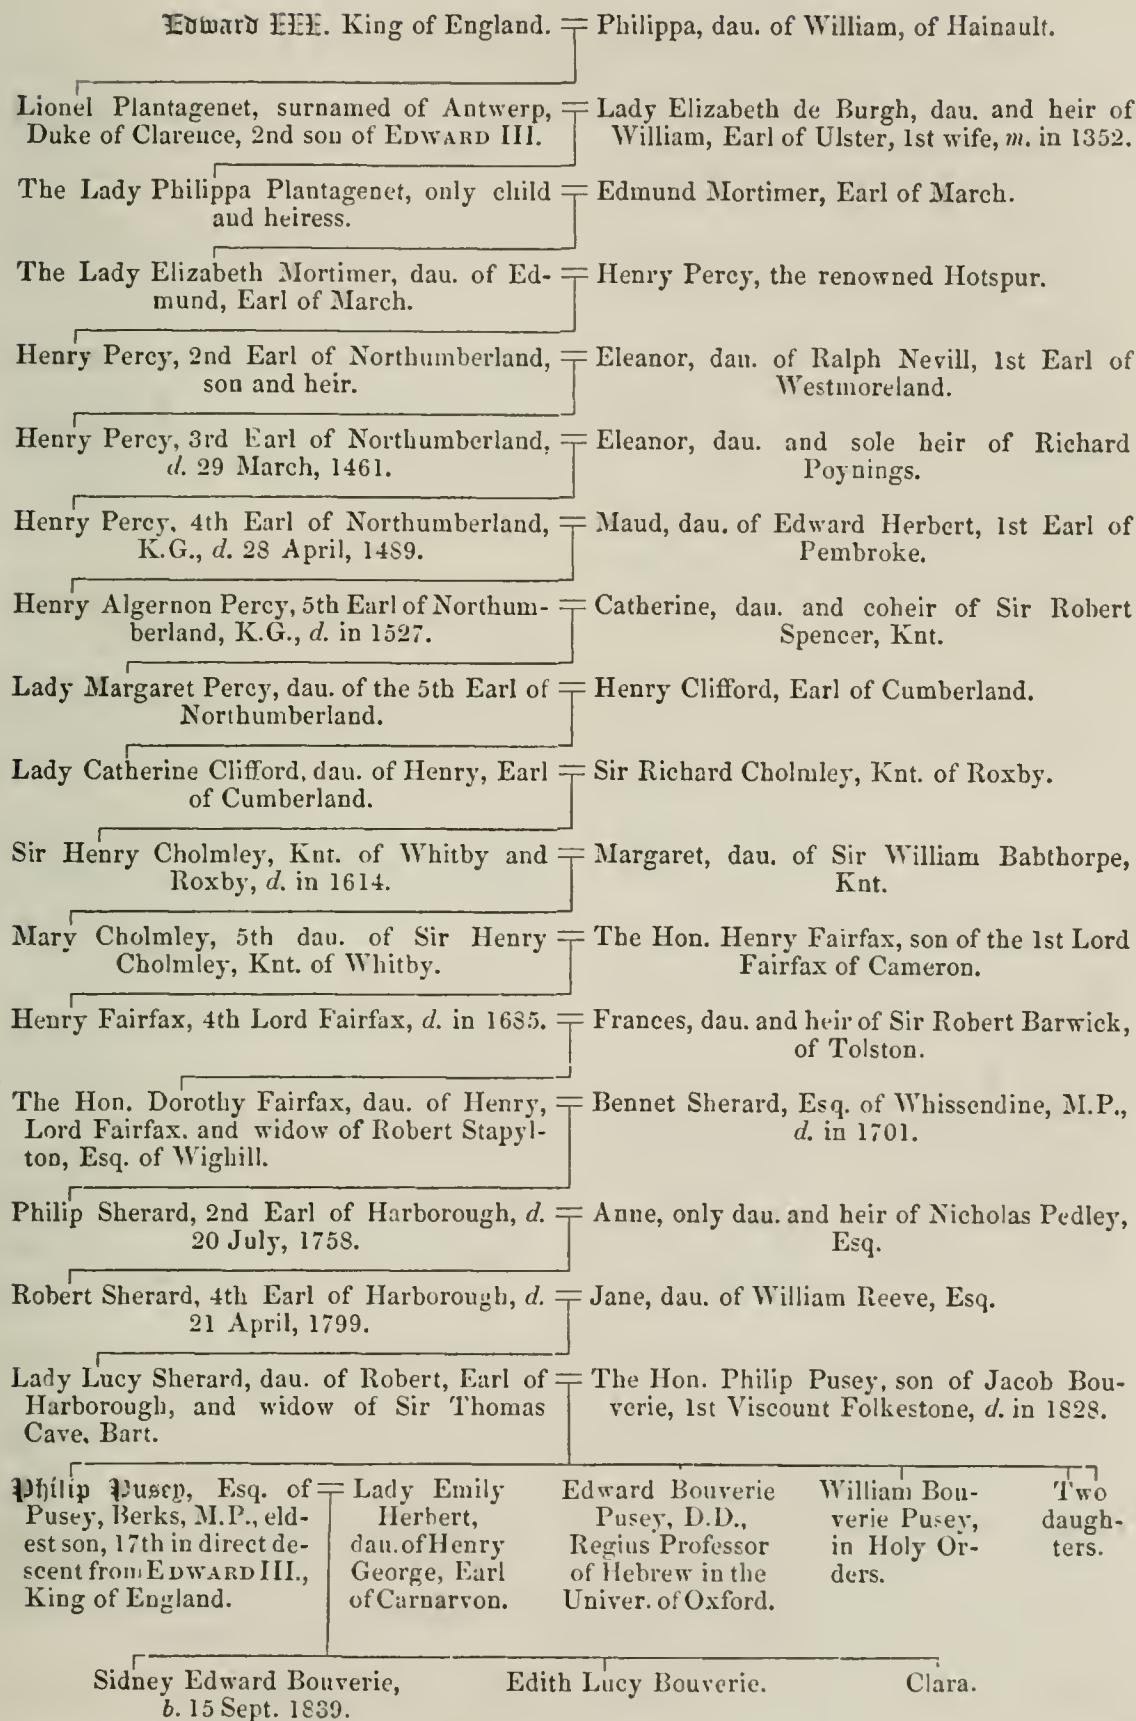 Edward III. King of England. = Philippa, dau. of William, of Hainault.
Lionel Plantagenet, surnamed of Antwerp,
Duke of Clarence, 2nd son of EDWARD III.
= Lady Elizabeth de Burgh, dau. and heir of
William, Earl of Ulster, 1st wife, m. in 1352.
The Lady Philippa Plantagenet, only child
and heiress.
= Edmund Mortimer, Earl of March.
The Lady Elizabeth Mortimer, dau. of Ed-
mund, Earl of March.
= Henry Percy, the renowned Hotspur.
Henry Percy, 2nd Earl of Northumberland,
son and heir.
= Eleanor, dau. of Ralph Nevill, 1st Earl of
Westmoreland.
Henry Percy, 3rd Earl of Northumberland,
d. 29 March, 1461.
= Eleanor, dau. and sole heir of Richard
Poynings.
Henry Percy, 4th Earl of Northumberland,
K.G., d. 28 April, 1489.
= Maud, dau. of Edward Herbert, 1st Earl of
Pembroke.
Henry Algernon Percy, 5th Earl of Northum-
berland, K.G., d. in 1527.
= Catherine, dau. and coheir of Sir Robert
Spencer, Knt.
Lady Margaret Percy, dau. of the 5th Earl of
Northumberland.
= Henry Clifford, Earl of Cumberland.
Lady Catherine Clifford, dau. of Henry, Earl
of Cumberland.
= Sir Richard Cholmley, Knt. of Roxby.
Sir Henry Cholmley, Knt. of Whitby and
Roxby, d. in 1614.
= Margaret, dau. of Sir William Babthorpe,
Knt.
Mary Cholmley, 5th dau. of Sir Henry
Cholmley, Knt. of Whitby.
= The Hon. Henry Fairfax, son of the 1st Lord
Fairfax of Cameron.
Henry Fairfax, 4th Lord Fairfax, d. in 1685.
= Frances, dau. and heir of Sir Robert Barwick,
of Tolston.
The Hon. Dorothy Fairfax, dau. of Henry,
Lord Fairfax, and widow of Robert Stapyl-
ton, Esq. of Wighill.
= Bennet Sherard, Esq. of Whissendine, M.P.,
d. in 1701.
Philip Sherard, 2nd Earl of Harborough, d.
20 July, 1758.
= Anne, only dau. and heir of Nicholas Pedley,
Esq.
Robert Sherard, 4th Earl of Harborough, d.
21 April, 1799.
= Jane, dau. of William Reeve, Esq.
Lady Lucy Sherard, dau. of Robert, Earl of
Harborough, and widow of Sir Thomas
Cave, Bart.
= The Hon. Philip Pusey, son of Jacob Bou-
verie, 1st Viscount Folkestone, d. in 1828.
Philip Pusey, Esq. of
Pusey, Berks, M.P., eld-
est son, 17th in direct de-
scent from EDWARD III.,
King of England.
= Lady Emily
Herbert,
dau. of Henry
George, Earl
of Carnarvon.
Edward Bouverie
Pusey, D.D.,
Regius Professor
of Hebrew in the
Univer. of Oxford.
William Bou-
verie Pusey,
in Holy Or-
ders.
Two
daugh-
ters.
Sidney Edward Bouverie,
b. 15 Sept. 1839.
Edith Lucy Bouverie.
Clara.